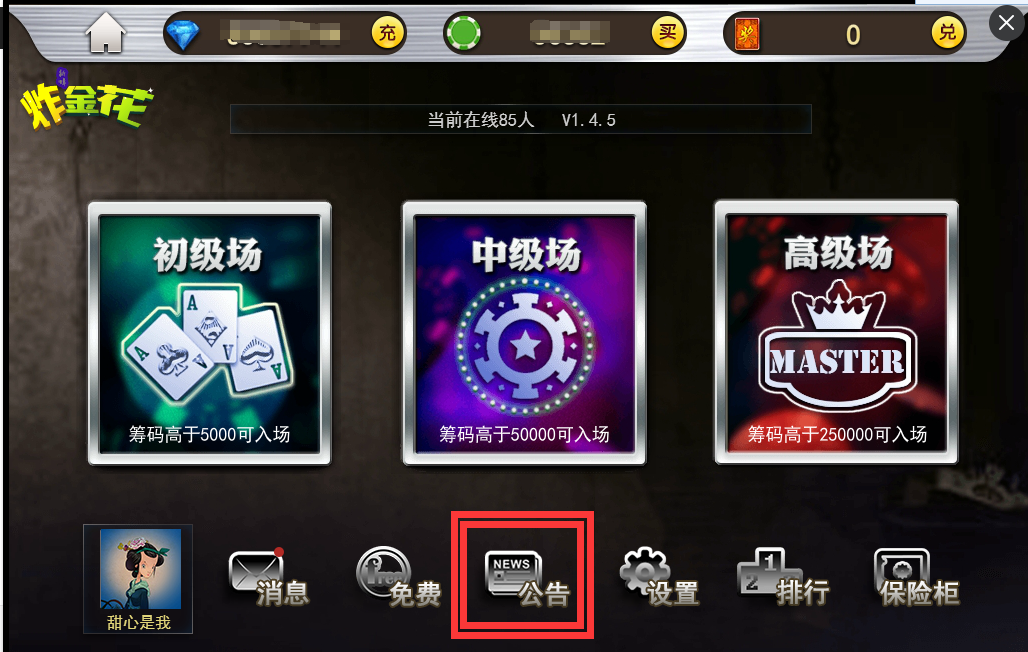 充
买
0
兑
炸金花
当前在线85人 V1.4.5
初级场
中级场
高级场
A
A
A
A
A
MASTER
筹码高于5000可入场
筹码高于50000可入场
筹码高于250000可入场
消息
free
免费
NEWS
公告
设置
1
2
排行
保险柜
甜心是我